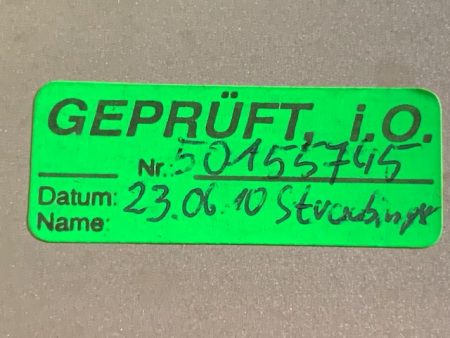 GEPRÜFT, i.O.
Nr. 50155745
Datum: 23.06.10 Straubinger
Name: